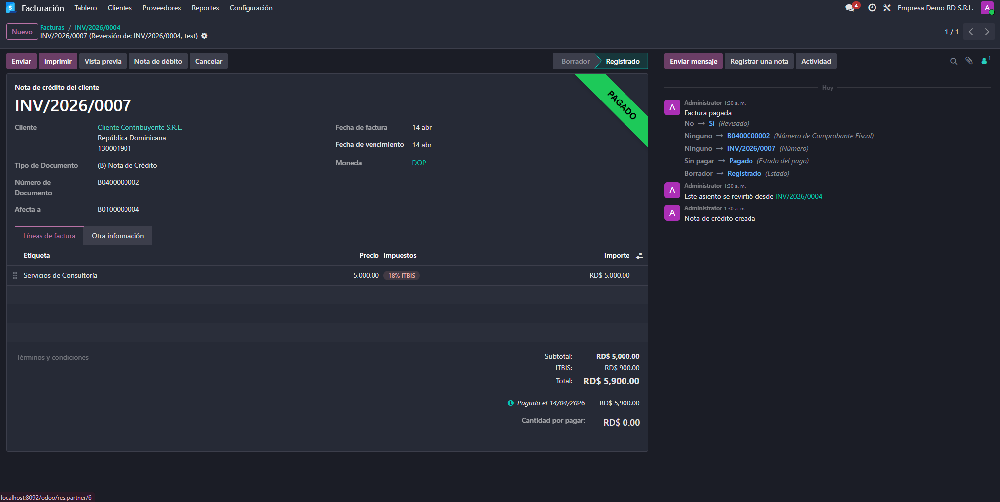 Facturación Tablero Clientes Proveedores Reportes Configuración 4 Empresa Demo RD S.R.L. A
Nuevo
Facturas / INV/2026/0004
INV/2026/0007 (Reversión de: INV/2026/0004, test)
1 / 1
Enviar Imprimir Vista previa Nota de débito Cancelar Borrador Registrado
Enviar mensaje Registrar una nota Actividad 1
Nota de crédito del cliente
INV/2026/0007
PAGADO
Cliente Cliente Contribuyente S.R.L.
República Dominicana
130001901
Fecha de factura 14 abr
Fecha de vencimiento 14 abr
Moneda DOP
Tipo de Documento (B) Nota de Crédito
Número de Documento B0400000002
Afecta a B0100000004
Líneas de factura Otra información
Etiqueta Precio Impuestos Importe
Servicios de Consultoría 5,000.00 18% ITBIS RD$ 5,000.00
Términos y condiciones
Subtotal: RD$ 5,000.00
ITBIS: RD$ 900.00
Total: RD$ 5,900.00
Pagado el 14/04/2026 RD$ 5,900.00
Cantidad por pagar: RD$ 0.00
Hoy
A
Administrator 1:30 a. m.
Factura pagada
No → Sí (Revisado)
Ninguno → B0400000002 (Número de Comprobante Fiscal)
Ninguno → INV/2026/0007 (Número)
Sin pagar → Pagado (Estado del pago)
Borrador → Registrado (Estado)
A
Administrator 1:30 a. m.
Este asiento se revirtió desde INV/2026/0004
A
Administrator 1:30 a. m.
Nota de crédito creada
localhost:8092/odoo/res.partner/6